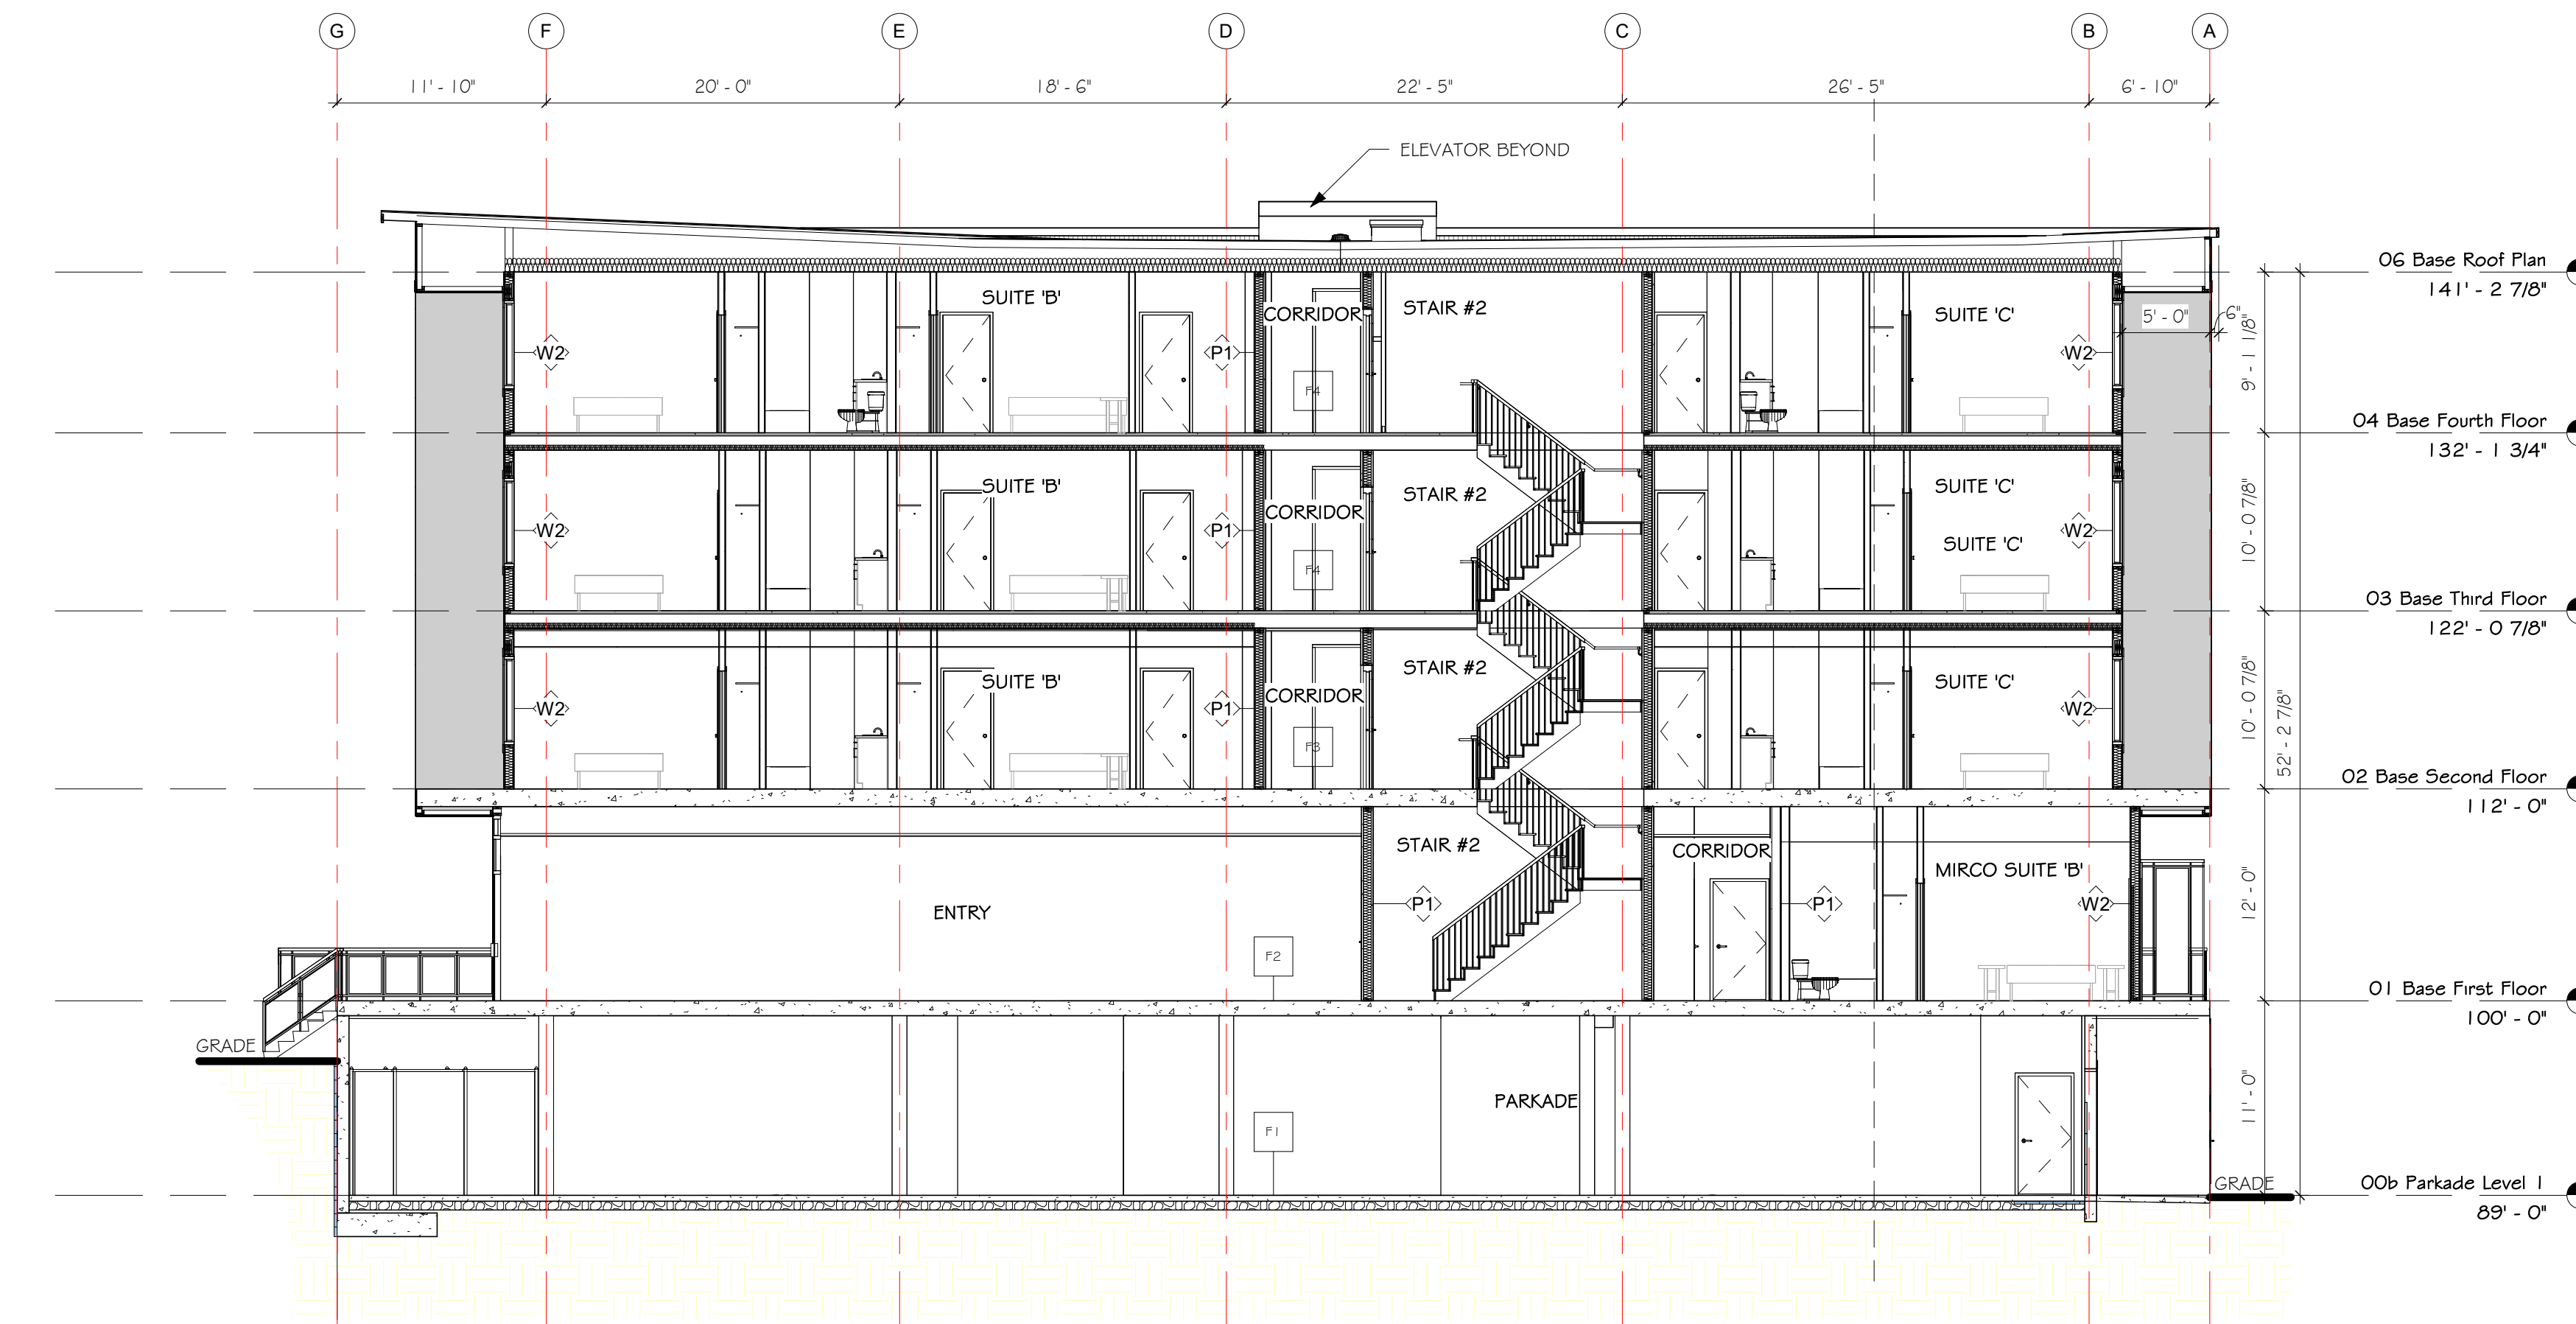 G F E D C B A
11' - 10" 20' - 0" 18' - 6" 22' - 5" 26' - 5" 6' - 10"
ELEVATOR BEYOND
06 Base Roof Plan
141' - 2 7/8"
SUITE 'B' CORRIDOR STAIR #2 SUITE 'C' 5' - 0" 6"
W2 P1 W2 9' - 1 1/8"
F4
04 Base Fourth Floor
132' - 1 3/4"
SUITE 'B' CORRIDOR STAIR #2 SUITE 'C'
W2 P1 SUITE 'C' W2 10' - 0 7/8"
F4
03 Base Third Floor
122' - 0 7/8"
SUITE 'B' CORRIDOR STAIR #2 SUITE 'C'
W2 P1 W2 10' - 0 7/8" 52' - 2 7/8"
F3
02 Base Second Floor
112' - 0"
STAIR #2 CORRIDOR MIRCO SUITE 'B'
ENTRY P1 P1 W2 12' - 0"
F2
01 Base First Floor
100' - 0"
GRADE
PARKADE 11' - 0"
F1
GRADE
00b Parkade Level 1
89' - 0"